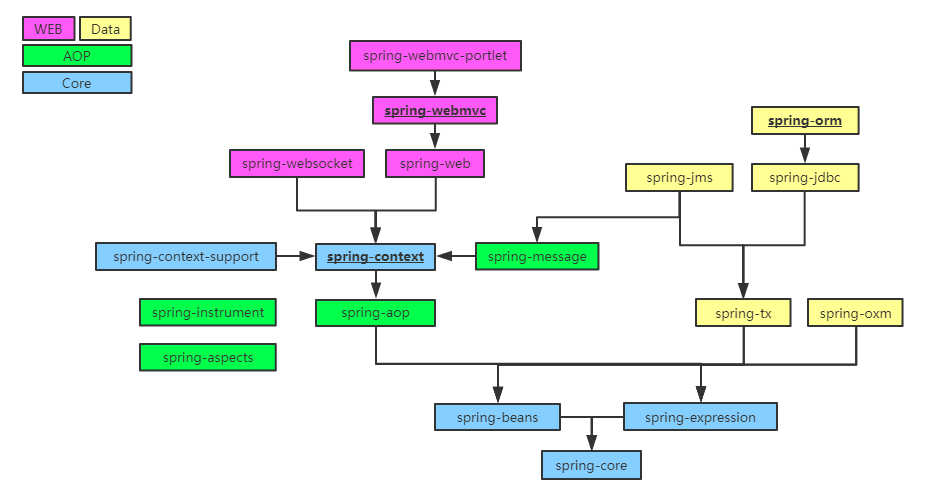 WEB
Data
AOP
Core
spring-webmvc-portlet
spring-webmvc
spring-orm
spring-websocket
spring-web
spring-jms
spring-jdbc
spring-context-support
spring-context
spring-message
spring-instrument
spring-aop
spring-tx
spring-oxm
spring-aspects
spring-beans
spring-expression
spring-core